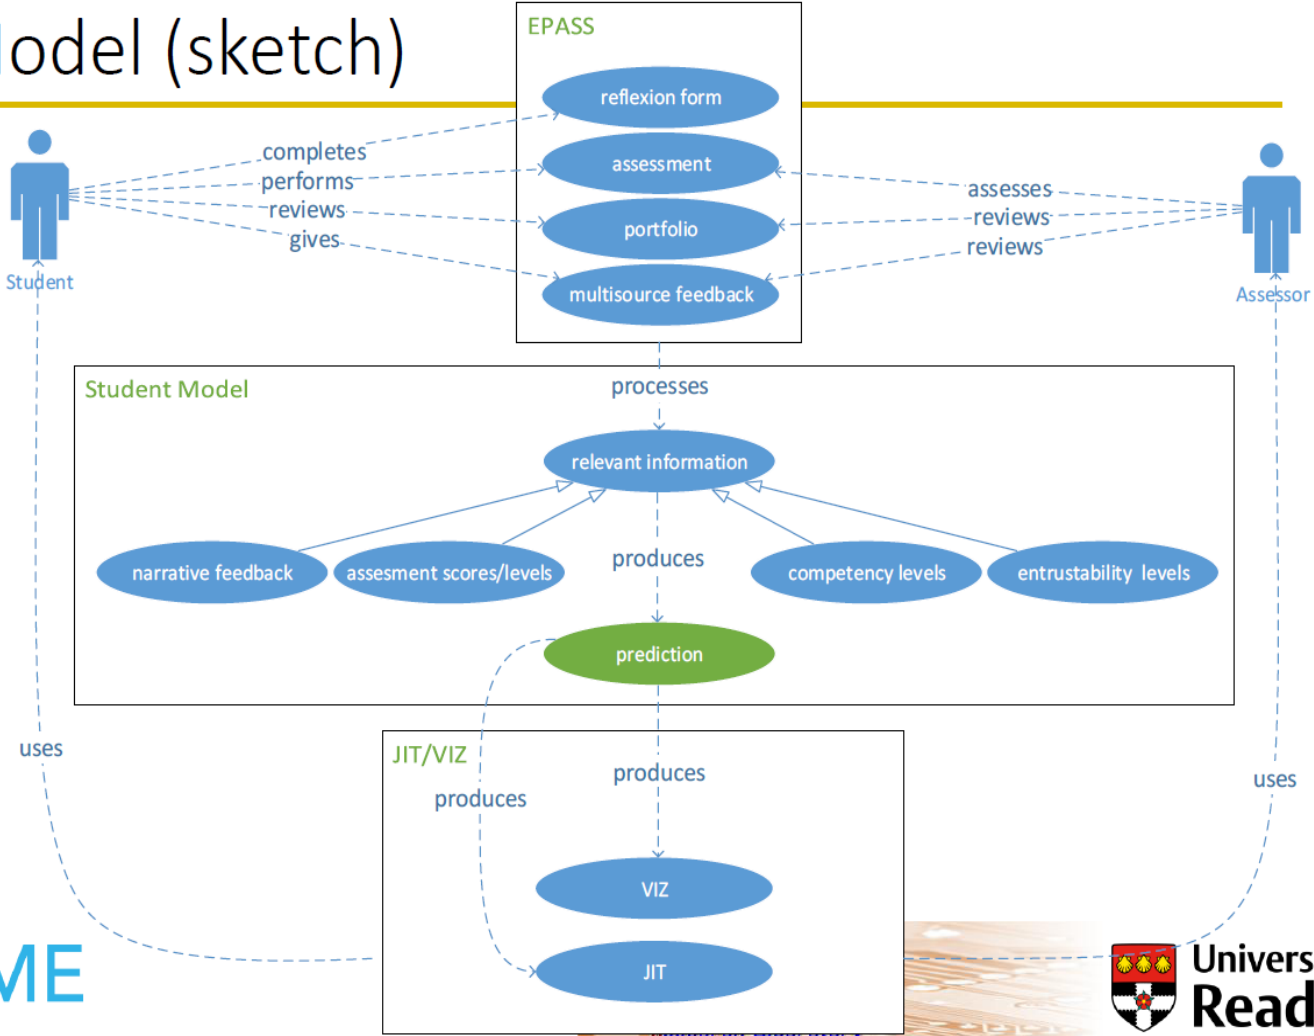 odel (sketch)
EPASS
reflexion form
completes
assessment
performs
assesses
reviews
reviews
portfolio
gives
reviews
multisource feedback
Student
Assessor
Student Model
processes
relevant information
produces
narrative feedback
assesment scores/levels
competency levels
entrustability levels
prediction
uses
JIT/VIZ
produces
uses
produces
VIZ
JIT
ME
Univers
Read